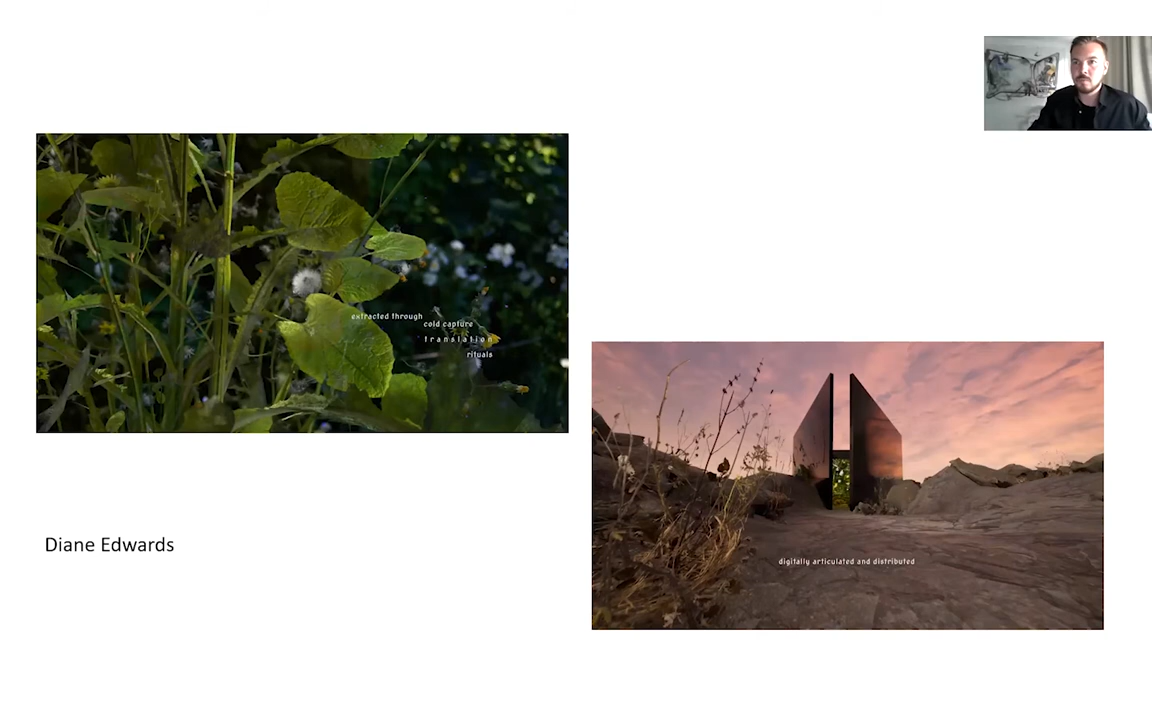 extracted through
cold capture
translation
rituals
digitally articulated and distributed
Diane Edwards